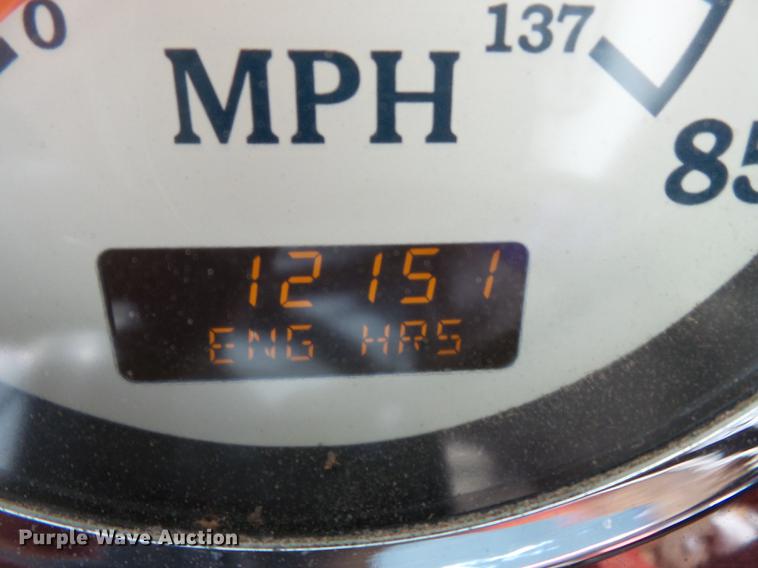 0
137
MPH
85
12151
ENG HRS
Purple Wave Auction